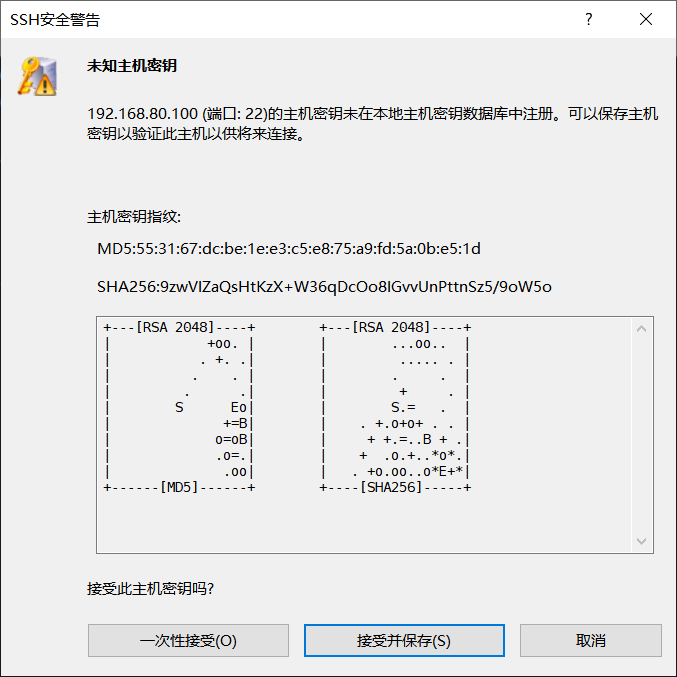 SSH安全警告
未知主机密钥
192.168.80.100 (端口: 22)的主机密钥未在本地主机密钥数据库中注册。可以保存主机
密钥以验证此主机以供将来连接。
主机密钥指纹:
MD5:55:31:67:dc:be:1e:e3:c5:e8:75:a9:fd:5a:0b:e5:1d
SHA256:9zwVlZaQsHtKzX+W36qDcOo8IGvvUnPttnSz5/9oW5o
+---[RSA 2048]----+        +---[RSA 2048]----+
|               +oo. |        |        ...oo..  |
|           . +. .|        |         ..... . |
|          .    . |        |        .     .  |
|         .      .|        |         +     . |
|        S      Eo|        |        S.=   .  |
|              +=B|        |    . +.o+o+ . . |
|             o=oB|        |     + +.=..B + .|
|             .o=.|        |    +  .o.+..*o*.|
|              .oo|        |   . +o.oo..o*E+*|
+------[MD5]------+        +----[SHA256]-----+
接受此主机密钥吗?
一次性接受(O) 接受并保存(S) 取消